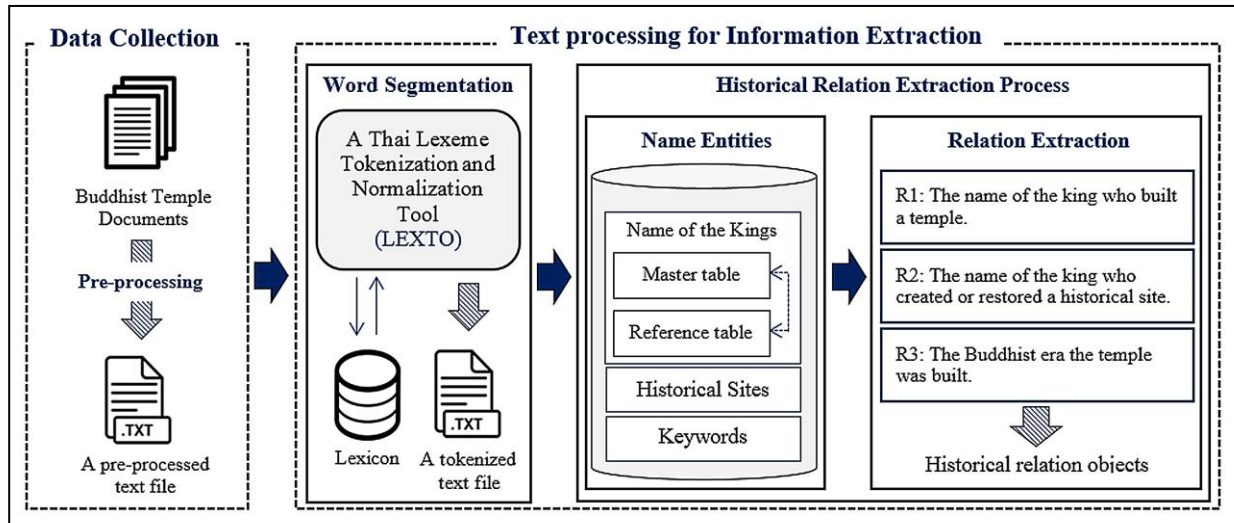 Data Collection
Buddhist Temple
Documents
Pre-processing
.TXT
A pre-processed
text file
Text processing for Information Extraction
Word Segmentation
A Thai Lexeme
Tokenization and
Normalization
Tool
(LEXTO)
Lexicon
.TXT
A tokenized
text file
Historical Relation Extraction Process
Name Entities
Name of the Kings
Master table
Reference table
Historical Sites
Keywords
Relation Extraction
R1: The name of the king who built
a temple.
R2: The name of the king who
created or restored a historical site.
R3: The Buddhist era the temple
was built.
Historical relation objects